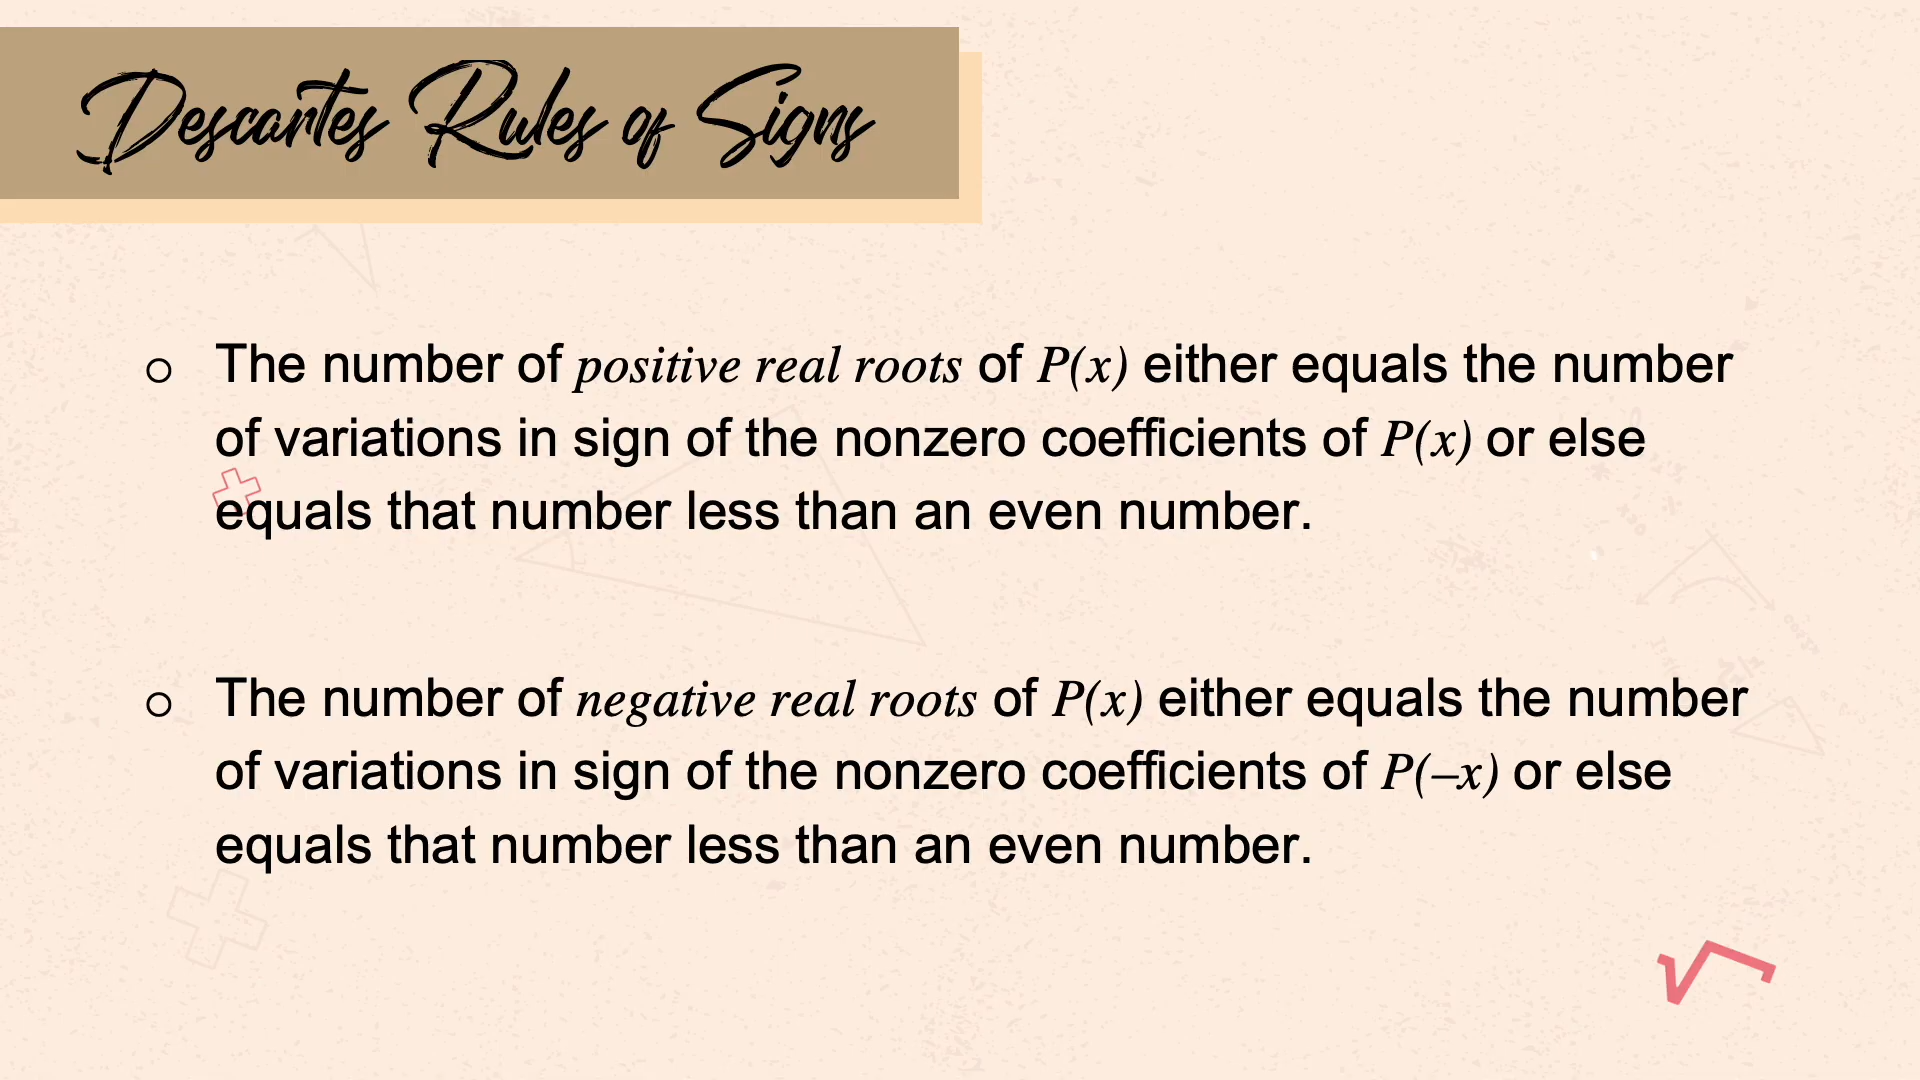 Descartes Rules of Signs
○ The number of positive real roots of P(x) either equals the number
of variations in sign of the nonzero coefficients of P(x) or else
equals that number less than an even number.
○ The number of negative real roots of P(x) either equals the number
of variations in sign of the nonzero coefficients of P(–x) or else
equals that number less than an even number.